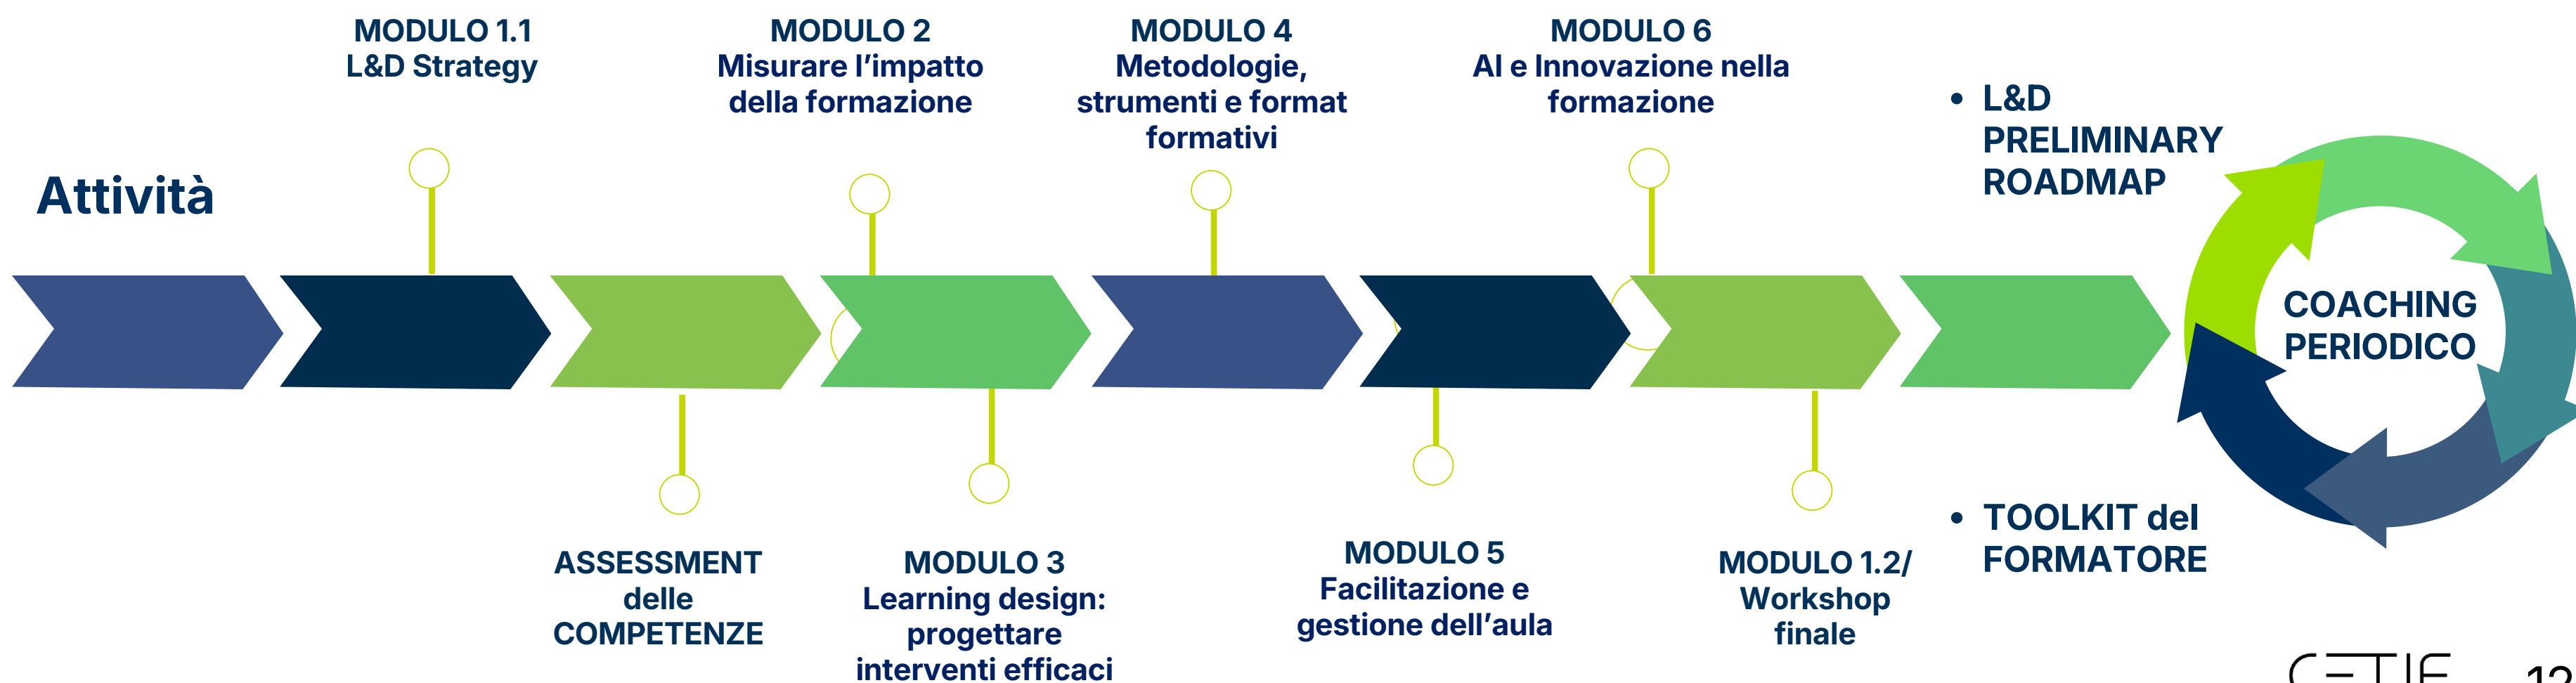 MODULO 1.1
L&D Strategy
MODULO 2
Misurare l’impatto
della formazione
MODULO 4
Metodologie,
strumenti e format
formativi
MODULO 6
AI e Innovazione nella
formazione
• L&D
PRELIMINARY
ROADMAP
Attività
COACHING
PERIODICO
ASSESSMENT
delle
COMPETENZE
MODULO 3
Learning design:
progettare
interventi efficaci
MODULO 5
Facilitazione e
gestione dell’aula
MODULO 1.2/
Workshop
finale
• TOOLKIT del
FORMATORE
CETIF
12